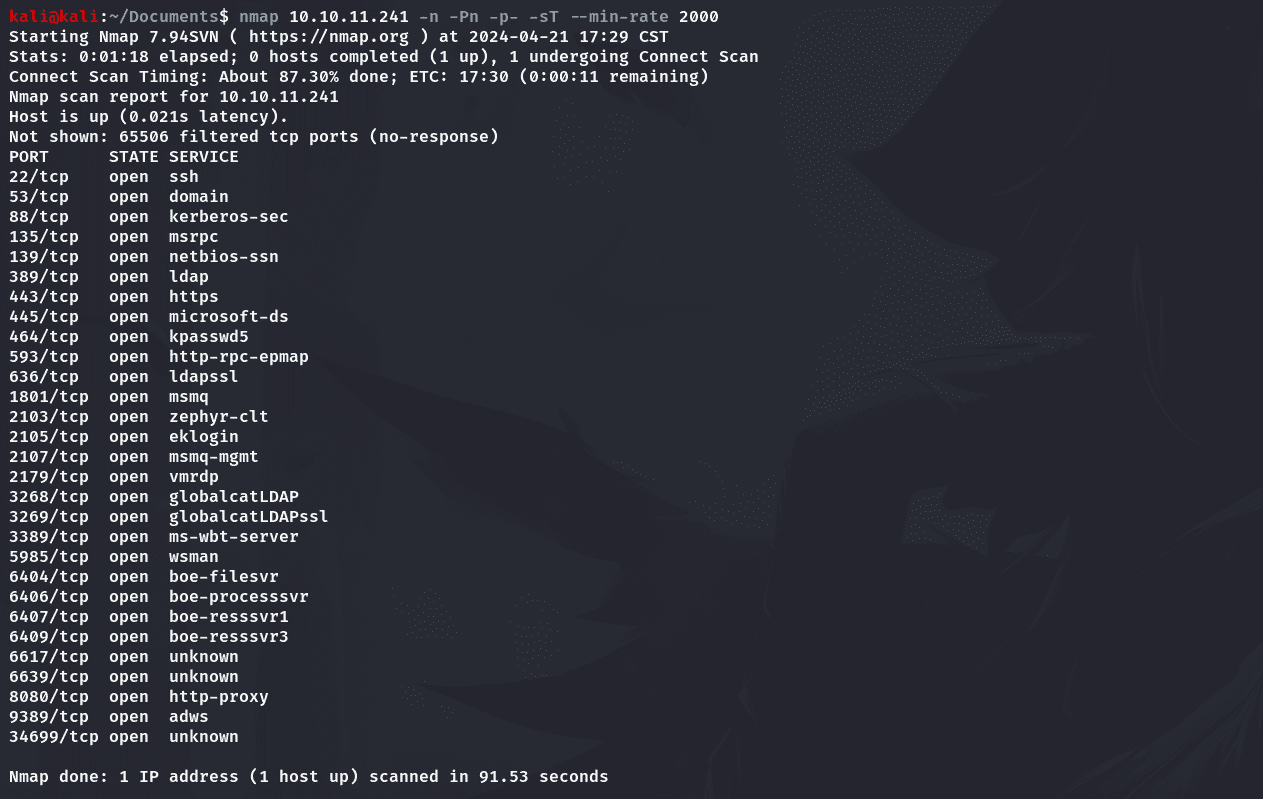 kali@kali:~/Documents$ nmap 10.10.11.241 -n -Pn -p- -sT --min-rate 2000
Starting Nmap 7.94SVN ( https://nmap.org ) at 2024-04-21 17:29 CST
Stats: 0:01:18 elapsed; 0 hosts completed (1 up), 1 undergoing Connect Scan
Connect Scan Timing: About 87.30% done; ETC: 17:30 (0:00:11 remaining)
Nmap scan report for 10.10.11.241
Host is up (0.021s latency).
Not shown: 65506 filtered tcp ports (no-response)
PORT      STATE SERVICE
22/tcp    open  ssh
53/tcp    open  domain
88/tcp    open  kerberos-sec
135/tcp   open  msrpc
139/tcp   open  netbios-ssn
389/tcp   open  ldap
443/tcp   open  https
445/tcp   open  microsoft-ds
464/tcp   open  kpasswd5
593/tcp   open  http-rpc-epmap
636/tcp   open  ldapssl
1801/tcp  open  msmq
2103/tcp  open  zephyr-clt
2105/tcp  open  eklogin
2107/tcp  open  msmq-mgmt
2179/tcp  open  vmrdp
3268/tcp  open  globalcatLDAP
3269/tcp  open  globalcatLDAPssl
3389/tcp  open  ms-wbt-server
5985/tcp  open  wsman
6404/tcp  open  boe-filesvr
6406/tcp  open  boe-processsvr
6407/tcp  open  boe-resssvr1
6409/tcp  open  boe-resssvr3
6617/tcp  open  unknown
6639/tcp  open  unknown
8080/tcp  open  http-proxy
9389/tcp  open  adws
34699/tcp open  unknown
Nmap done: 1 IP address (1 host up) scanned in 91.53 seconds